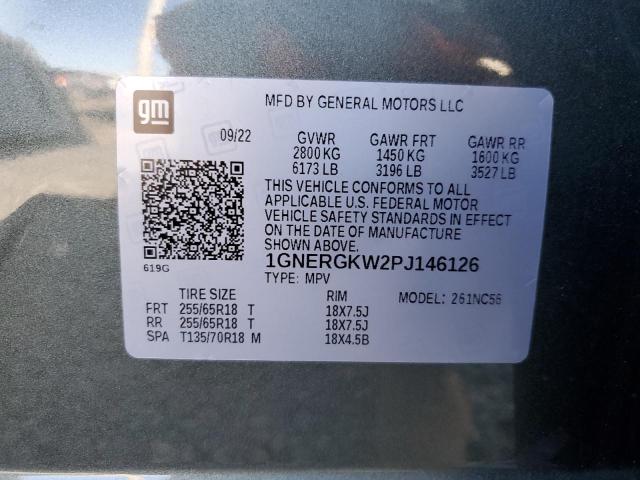 gm
MFD BY GENERAL MOTORS LLC
09/22 GVWR GAWR FRT GAWR RR
2800 KG 1450 KG 1600 KG
6173 LB 3196 LB 3527 LB
THIS VEHICLE CONFORMS TO ALL
APPLICABLE U.S. FEDERAL MOTOR
VEHICLE SAFETY STANDARDS IN EFFECT
ON THE DATE OF MANUFACTURE
SHOWN ABOVE.
619G
1GNERGKW2PJ146126
TYPE: MPV
TIRE SIZE RIM MODEL: 261NC56
FRT 255/65R18 T 18X7.5J
RR 255/65R18 T 18X7.5J
SPA T135/70R18 M 18X4.5B